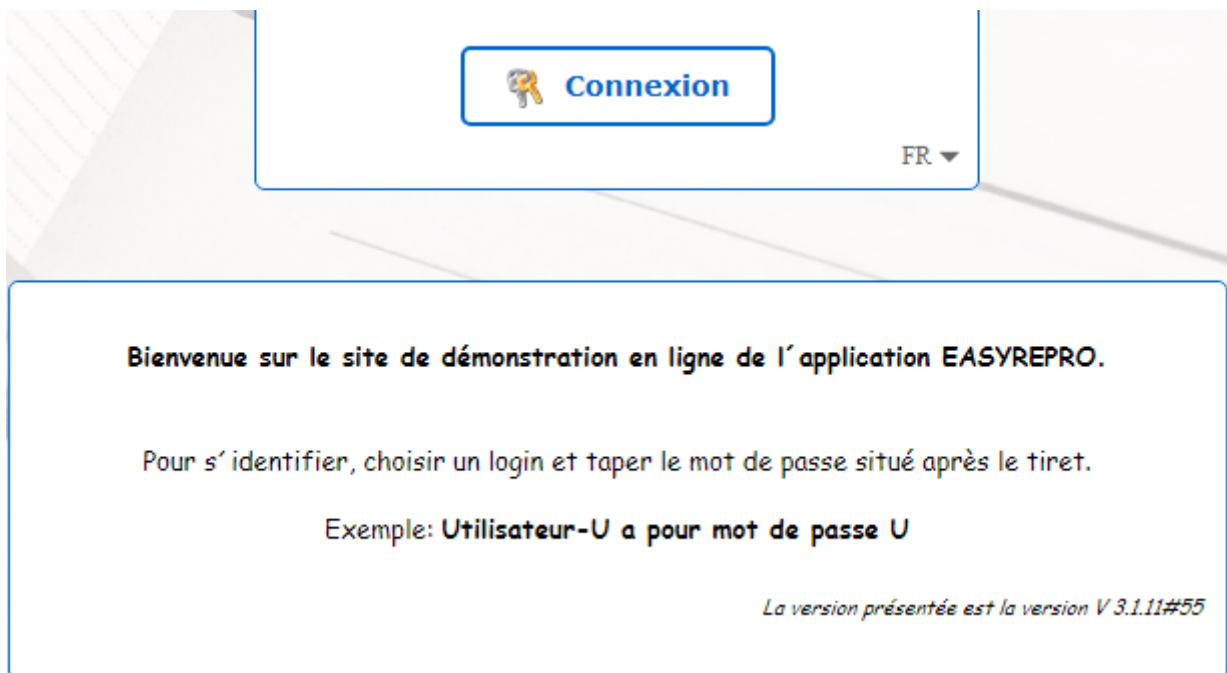 Connexion
FR
Bienvenue sur le site de démonstration en ligne de l´application EASYREPRO.
Pour s´identifier, choisir un login et taper le mot de passe situé après le tiret.
Exemple: Utilisateur-U a pour mot de passe U
La version présentée est la version V 3.1.11#55